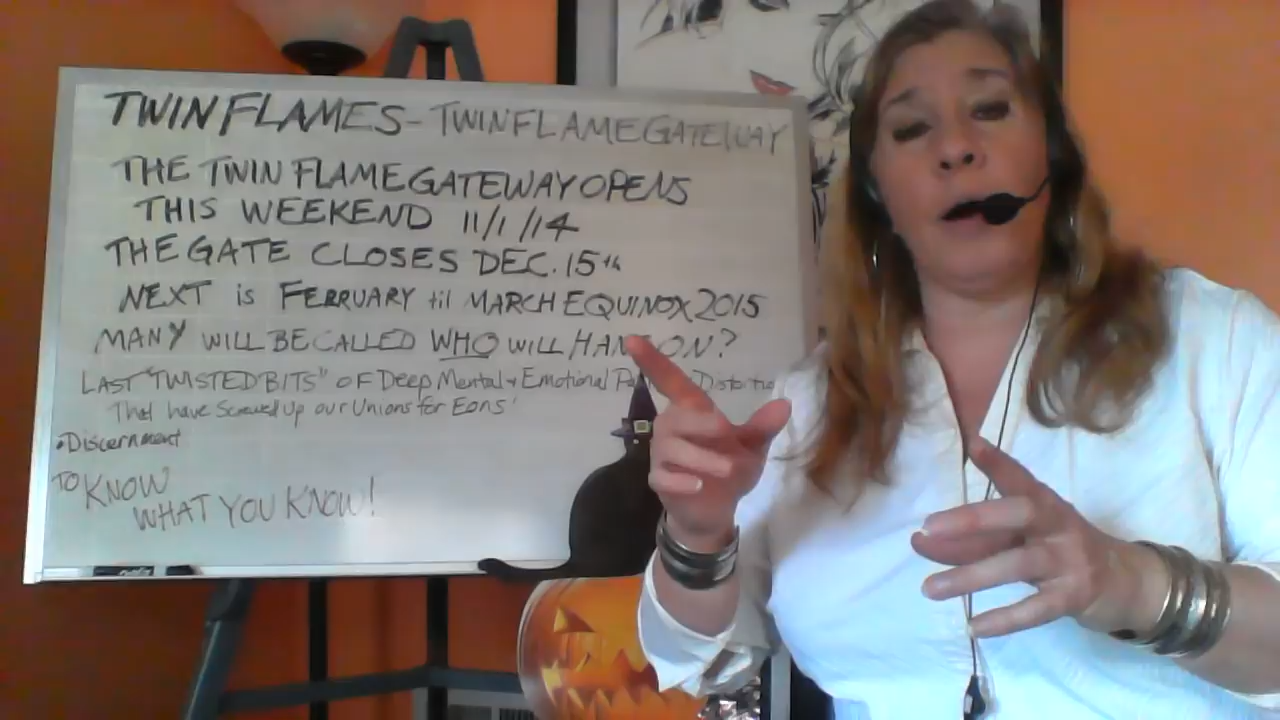 TWIN FLAMES - TWIN FLAME GATEWAY
THE TWIN FLAME GATEWAY OPENS
THIS WEEKEND 11/1/14
THE GATE CLOSES DEC. 15th
NEXT is FEBRUARY til MARCH EQUINOX 2015
MANY WILL BE CALLED WHO WILL ON?
LAST "TWISTED BITS" OF Deep Mental + Emotional
That have Screwed Up our Unions for Eons'
• Discernment
TO KNOW
WHAT YOU KNOW!